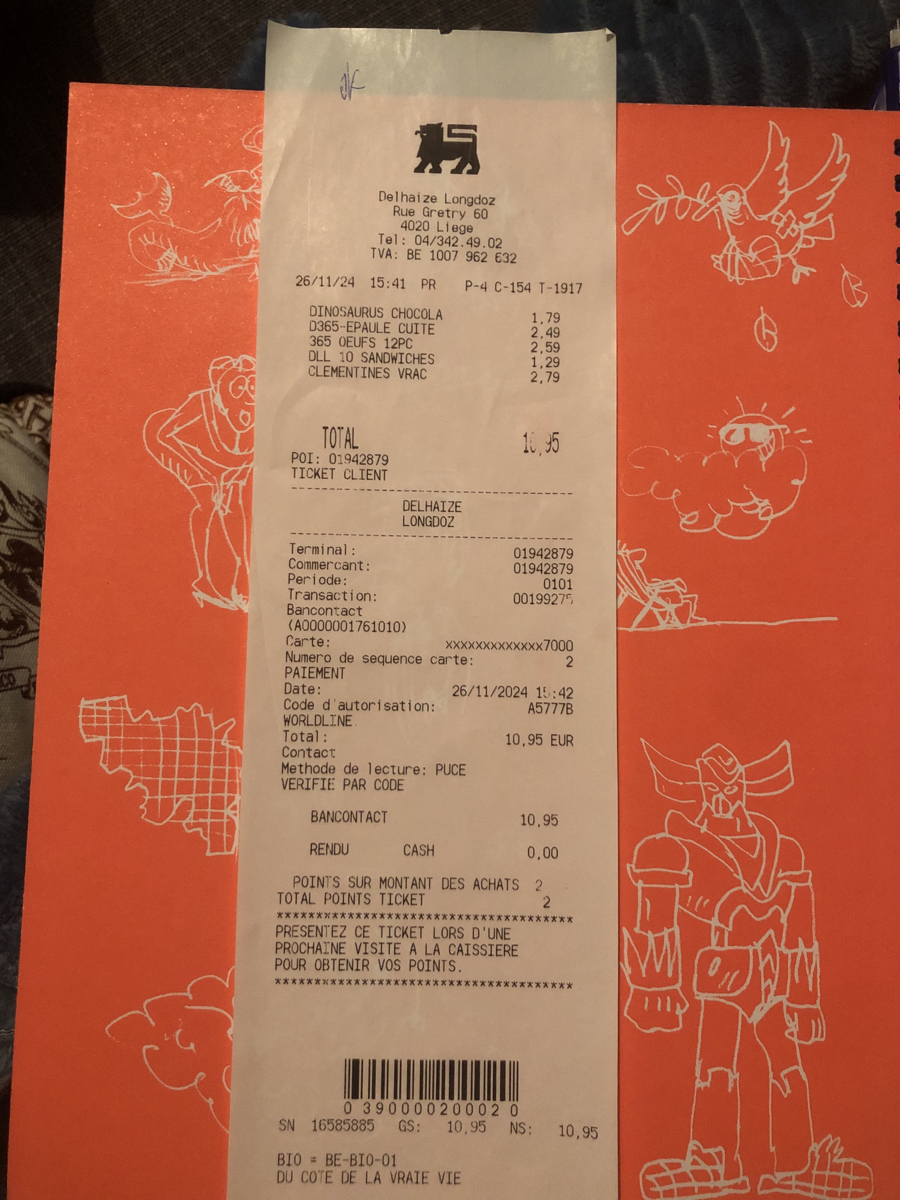 Delhaize Longdoz
Rue Gretry 60
4020 Liege
Tel: 04/342.49.02
TVA: BE 1007 962 632
26/11/24 15:41 PR P-4 C-154 T-1917
DINOSAURUS CHOCOLA 1,79
D365-EPAULE CUITE 2,49
365 OEUFS 12PC 2,59
DLL 10 SANDWICHES 1,29
CLEMENTINES VRAC 2,79
TOTAL 10,95
POI: 01942879
TICKET CLIENT
DELHAIZE
LONGDOZ
Terminal: 01942879
Commercant: 01942879
Periode: 0101
Transaction: 00199275
Bancontact
(A0000001761010)
Carte: xxxxxxxxxxxxx7000
Numero de sequence carte: 2
PAIEMENT
Date: 26/11/2024 15:42
Code d'autorisation: A5777B
WORLDLINE
Total: 10,95 EUR
Contact
Methode de lecture: PUCE
VERIFIE PAR CODE
BANCONTACT 10,95
RENDU CASH 0,00
POINTS SUR MONTANT DES ACHATS 2
TOTAL POINTS TICKET 2
**************************************
PRESENTEZ CE TICKET LORS D'UNE
PROCHAINE VISITE A LA CAISSIERE
POUR OBTENIR VOS POINTS.
**************************************
0 390000200002 0
SN 16585885 GS: 10,95 NS: 10,95
BIO = BE-BIO-01
DU COTE DE LA VRAIE VIE